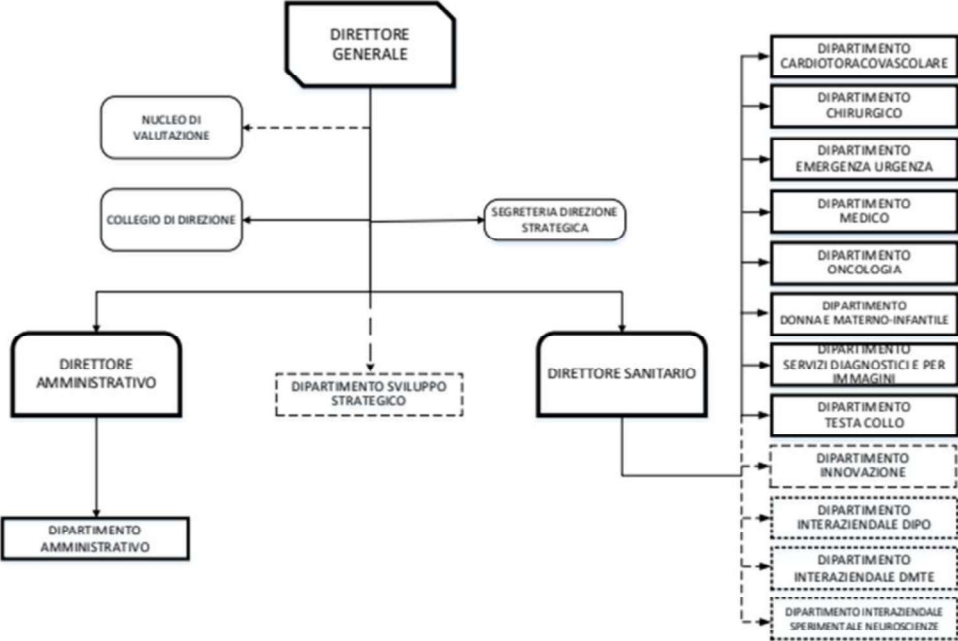 DIRETTORE
GENERALE
NUCLEO DI
VALUTAZIONE
COLLEGIO DI DIREZIONE
SEGRETERIA DIREZIONE
STRATEGICA
DIRETTORE
AMMINISTRATIVO
DIPARTIMENTO SVILUPPO
STRATEGICO
DIRETTORE SANITARIO
DIPARTIMENTO
AMMINISTRATIVO
DIPARTIMENTO
CARDIOTORACOVASCOLARE
DIPARTIMENTO
CHIRURGICO
DIPARTIMENTO
EMERGENZA URGENZA
DIPARTIMENTO
MEDICO
DIPARTIMENTO
ONCOLOGIA
DIPARTIMENTO
DONNA E MATERNO-INFANTILE
DIPARTIMENTO
SERVIZI DIAGNOSTICI E PER
IMMAGINI
DIPARTIMENTO
TESTA COLLO
DIPARTIMENTO
INNOVAZIONE
DIPARTIMENTO
INTERAZIENDALE DIPO
DIPARTIMENTO
INTERAZIENDALE DMTE
DIPARTIMENTO INTERAZIENDALE
SPERIMENTALE NEUROSCIENZE